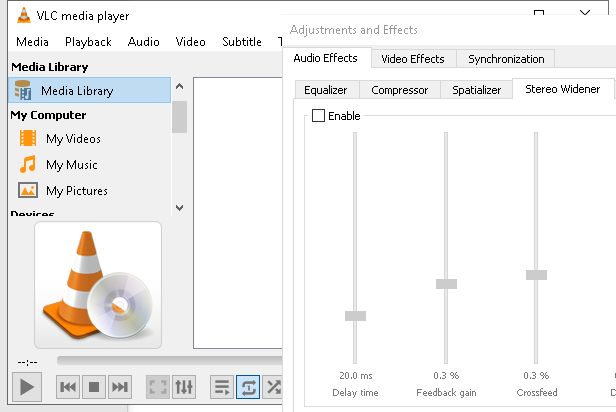 VLC media player
Media Playback Audio Video Subtitle
Media Library
Media Library
My Computer
My Videos
My Music
My Pictures
Devices
--:--
Adjustments and Effects
Audio Effects Video Effects Synchronization
Equalizer Compressor Spatializer Stereo Widener
Enable
20.0 ms 0.3 % 0.3 %
Delay time Feedback gain Crossfeed